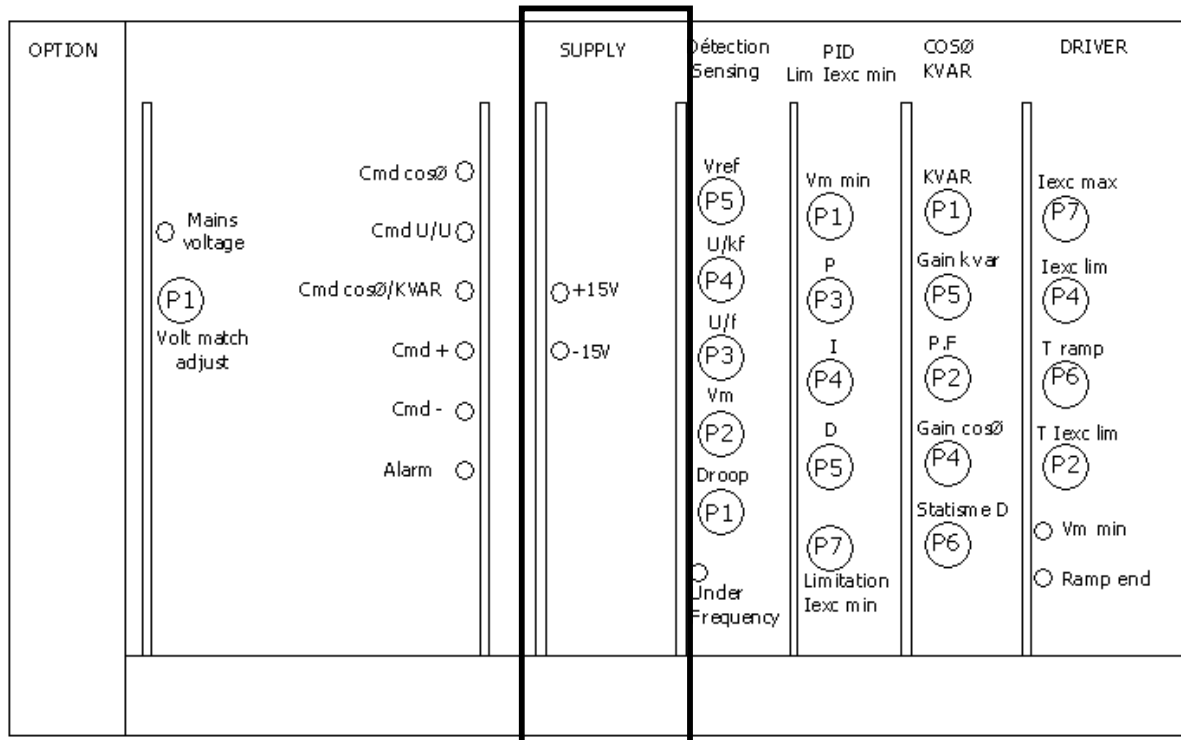 OPTION
Mains
voltage
P1
Volt match
adjust
Cmd cosØ
Cmd U/U
Cmd cosØ/KVAR
Cmd +
Cmd -
Alarm
SUPPLY
+15V
-15V
Détection
Sensing
Vref
P5
U/kf
P4
U/f
P3
Vm
P2
Droop
P1
Under
Frequency
PID
Lim Iexc min
Vm min
P1
P
P3
I
P4
D
P5
P7
Limitation
Iexc min
COSØ
KVAR
KVAR
P1
Gain kvar
P5
P.F
P2
Gain cosØ
P4
Statisme D
P6
DRIVER
Iexc max
P7
Iexc lim
P4
T ramp
P6
T Iexc lim
P2
Vm min
Ramp end